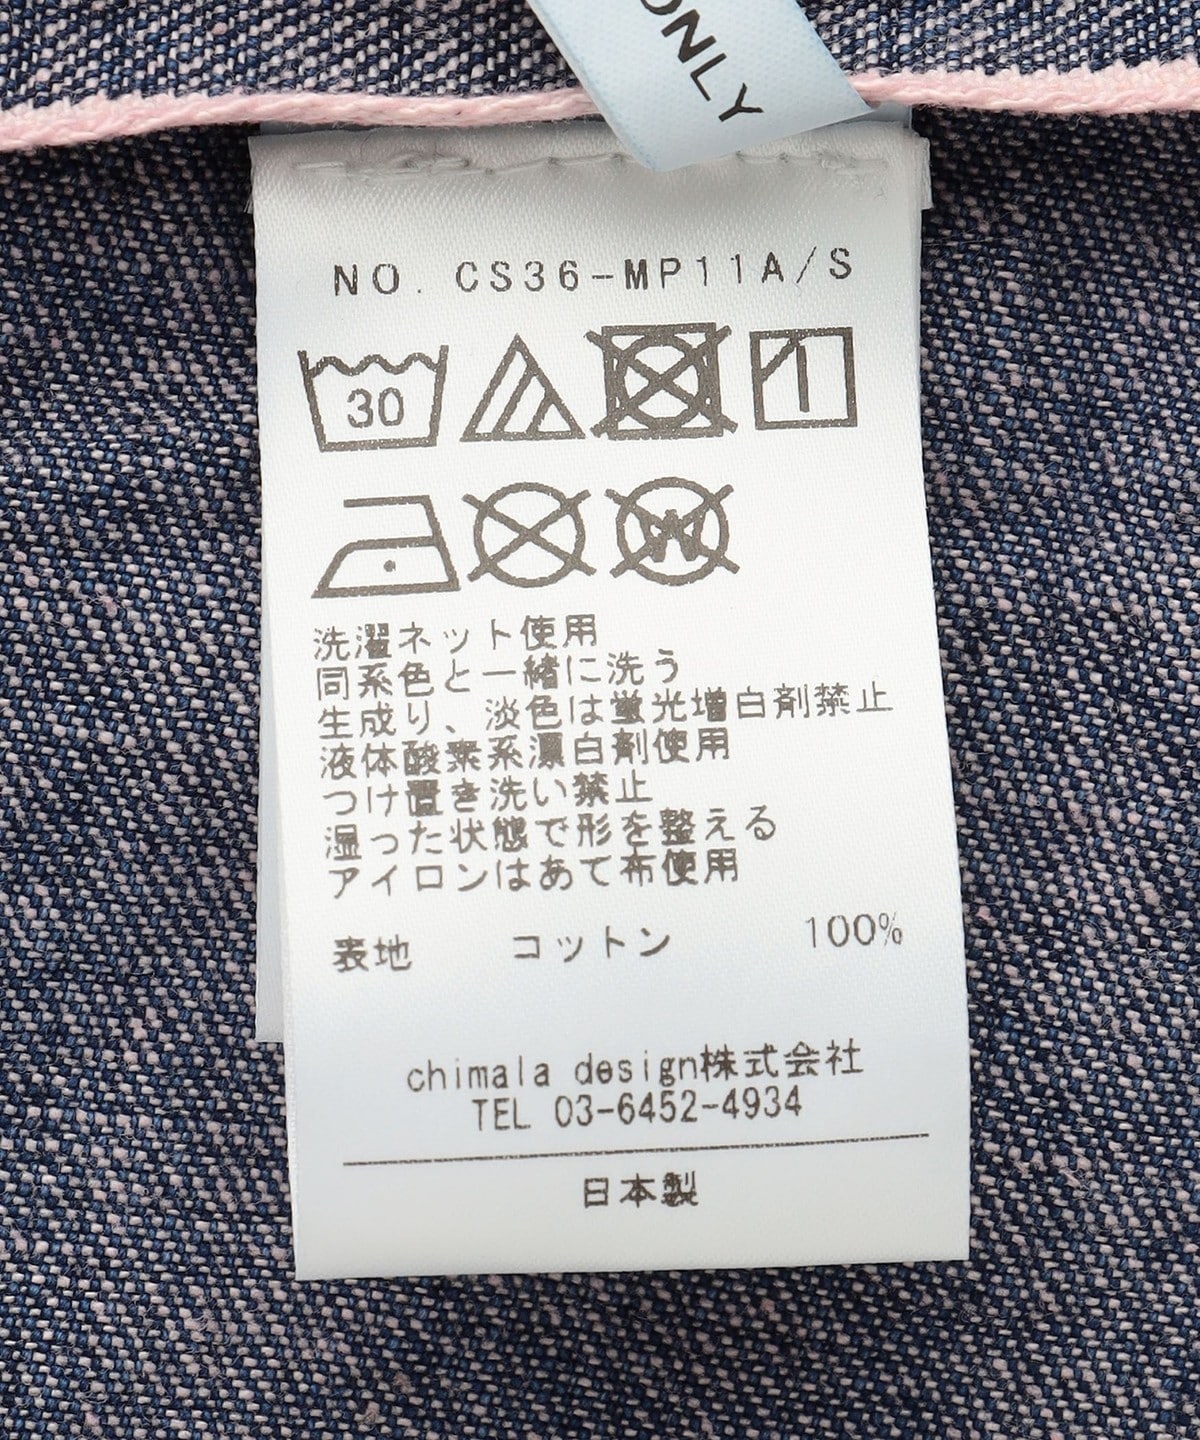 ONLY
NO. CS36-MP11A/S
30
W
洗濯ネット使用
同系色と一緒に洗う
生成り、淡色は蛍光増白剤禁止
液体酸素系漂白剤使用
つけ置き洗い禁止
湿った状態で形を整える
アイロンはあて布使用
表地 コットン 100%
chimala design株式会社
TEL 03-6452-4934
日本製